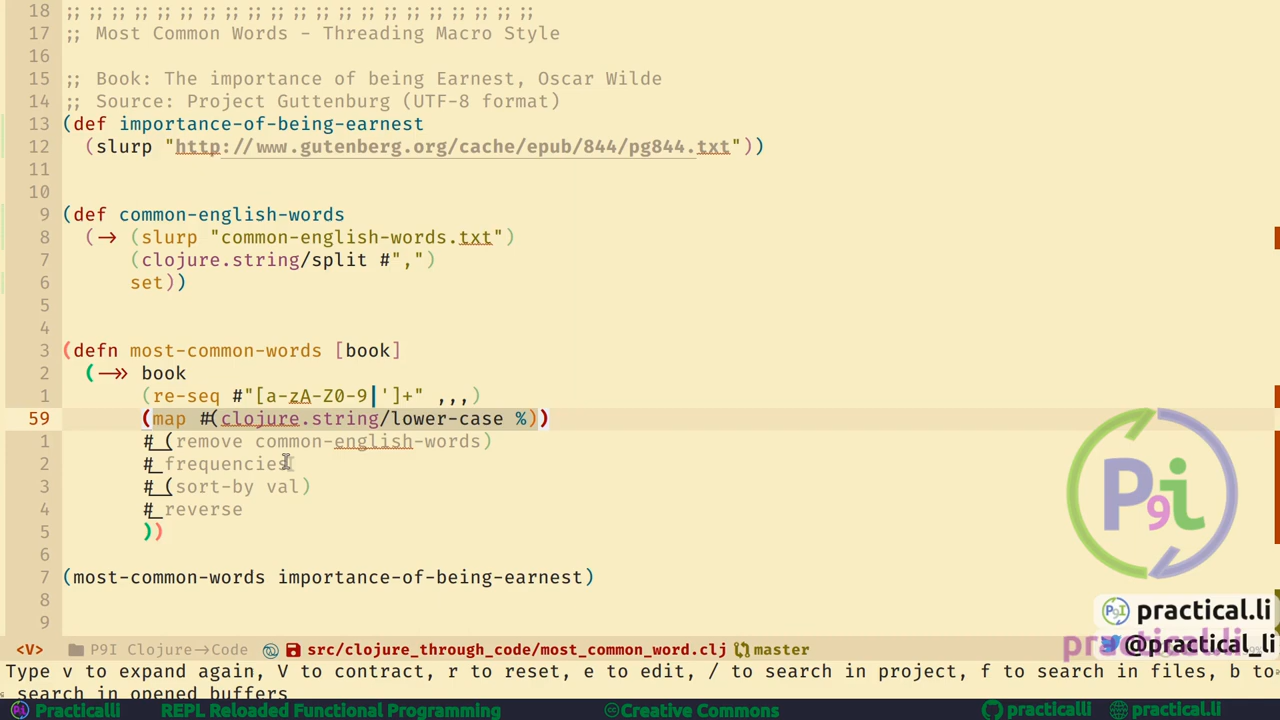 18 ;; ;; ;; ;; ;; ;; ;; ;; ;; ;; ;; ;; ;; ;; ;; ;; ;; ;; ;; ;; ;;
17 ;; Most Common Words - Threading Macro Style
16
15 ;; Book: The importance of being Earnest, Oscar Wilde
14 ;; Source: Project Guttenburg (UTF-8 format)
13 (def importance-of-being-earnest
12 (slurp "http://www.gutenberg.org/cache/epub/844/pg844.txt"))
11
10
9 (def common-english-words
8 (-> (slurp "common-english-words.txt")
7 (clojure.string/split #",")
6 set))
5
4
3 (defn most-common-words [book]
2 (->> book
1 (re-seq #"[a-zA-Z0-9|']+" ,,,)
59 (map #(clojure.string/lower-case %))
1 #_(remove common-english-words)
2 #_frequencies
3 #_(sort-by val)
4 #_reverse
5 ))
6
7 (most-common-words importance-of-being-earnest)
8
9
P9i
practical.li
@practical_li
<V> P9I Clojure->Code src/clojure_through_code/most_common_word.clj master
Type v to expand again, V to contract, r to reset, e to edit, / to search in project, f to search in files, b to
search in opened buffers
Practicalli REPL Reloaded Functional Programming Creative Commons practicalli practical.li